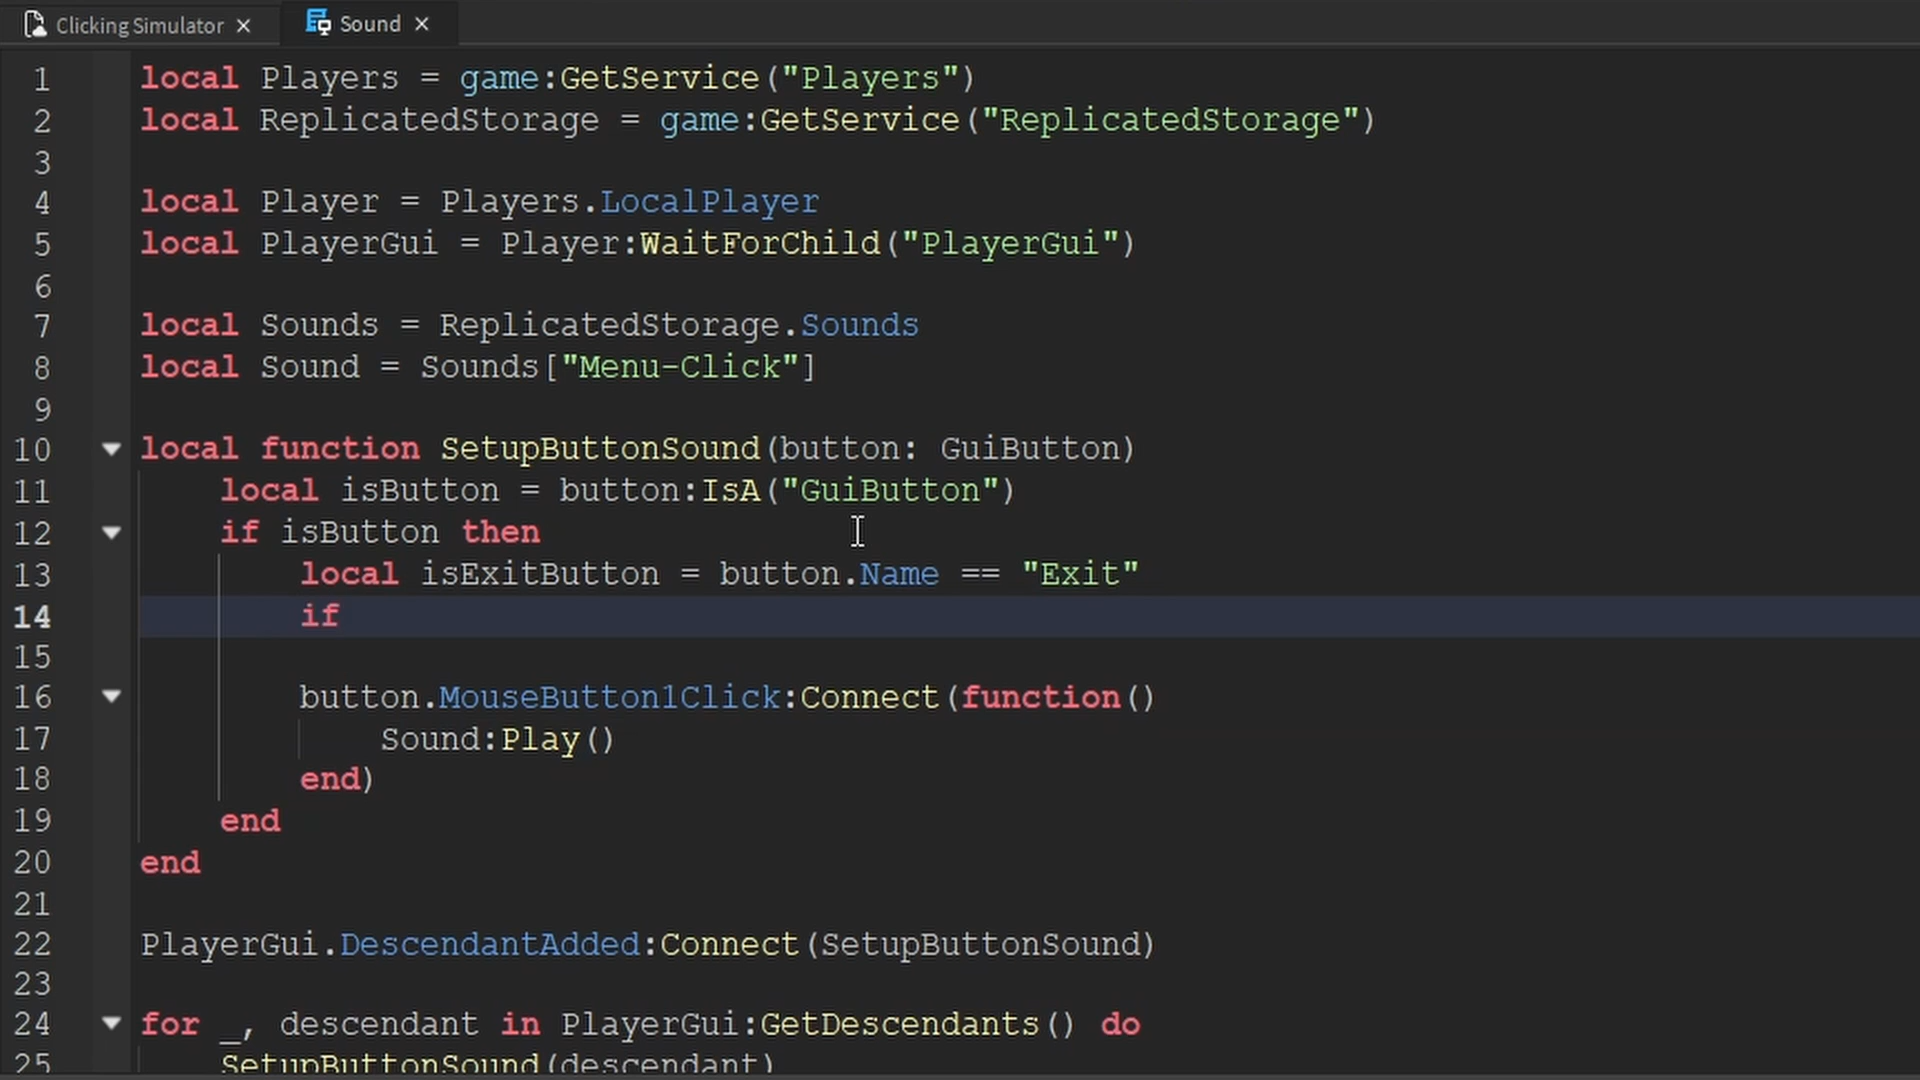 Clicking Simulator × Sound ×
1 local Players = game:GetService("Players")
2 local ReplicatedStorage = game:GetService("ReplicatedStorage")
3
4 local Player = Players.LocalPlayer
5 local PlayerGui = Player:WaitForChild("PlayerGui")
6
7 local Sounds = ReplicatedStorage.Sounds
8 local Sound = Sounds["Menu-Click"]
9
10 local function SetupButtonSound(button: GuiButton)
11 local isButton = button:IsA("GuiButton")
12 if isButton then
13 local isExitButton = button.Name == "Exit"
14 if
15
16 button.MouseButton1Click:Connect(function()
17 Sound:Play()
18 end)
19 end
20 end
21
22 PlayerGui.DescendantAdded:Connect(SetupButtonSound)
23
24 for _, descendant in PlayerGui:GetDescendants() do
25 SetupButtonSound(descendant)